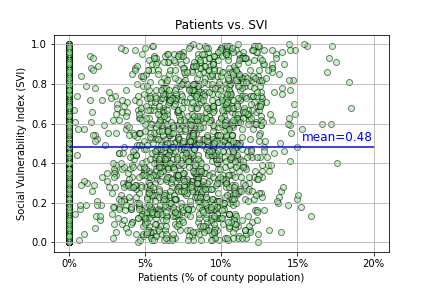 Patients vs. SVI
Social Vulnerability Index (SVI)
1.0
0.8
0.6
0.4
0.2
0.0
mean=0.48
0%
5%
10%
15%
20%
Patients (% of county population)